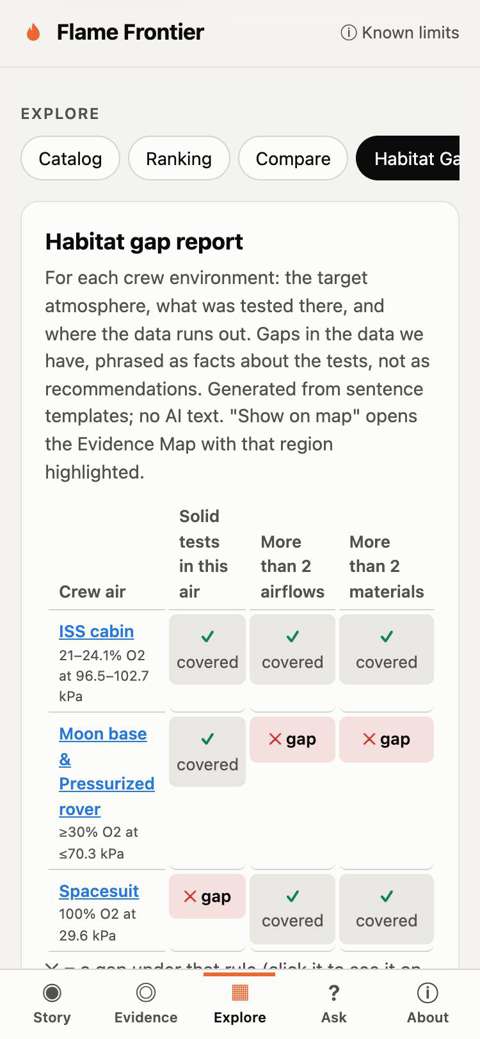 Flame Frontier
ⓘ Known limits
EXPLORE
Catalog
Ranking
Compare
Habitat Ga
Habitat gap report
For each crew environment: the target
atmosphere, what was tested there, and
where the data runs out. Gaps in the data we
have, phrased as facts about the tests, not as
recommendations. Generated from sentence
templates; no AI text. "Show on map" opens
the Evidence Map with that region
highlighted.
Crew air
Solid
tests
in this
air
More
than 2
airflows
More
than 2
materials
ISS cabin
21–24.1% O2
at 96.5–102.7
kPa
✓
covered
✓
covered
✓
covered
Moon base
&
Pressurized
rover
≥30% O2 at
≤70.3 kPa
✓
covered
✕ gap
✕ gap
Spacesuit
100% O2 at
29.6 kPa
✕ gap
✓
covered
✓
covered
Story
Evidence
Explore
? Ask
About